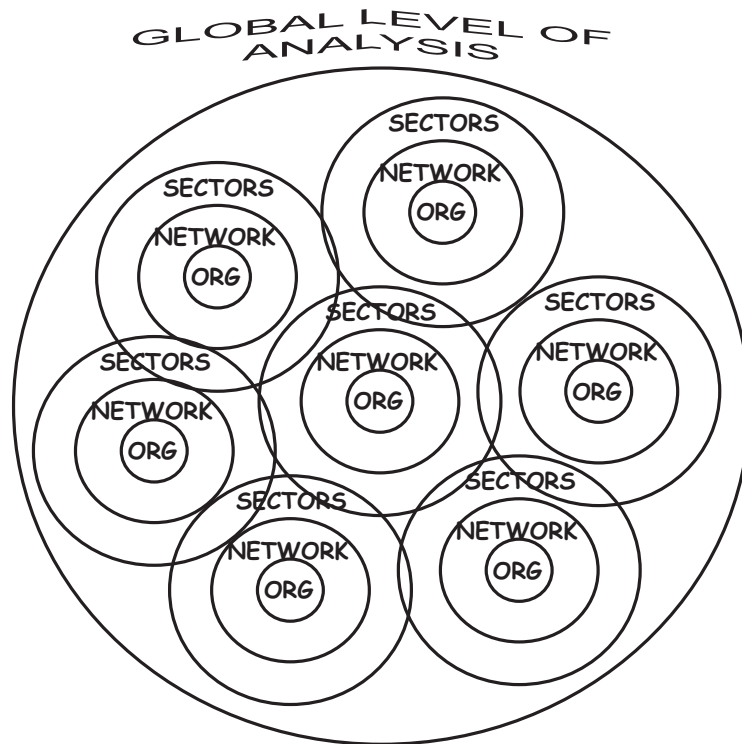 GLOBAL LEVEL OF
ANALYSIS
SECTORS
NETWORK
ORG
SECTORS
NETWORK
ORG
SECTORS
NETWORK
ORG
SECTORS
NETWORK
ORG
SECTORS
NETWORK
ORG
SECTORS
NETWORK
ORG
SECTORS
NETWORK
ORG